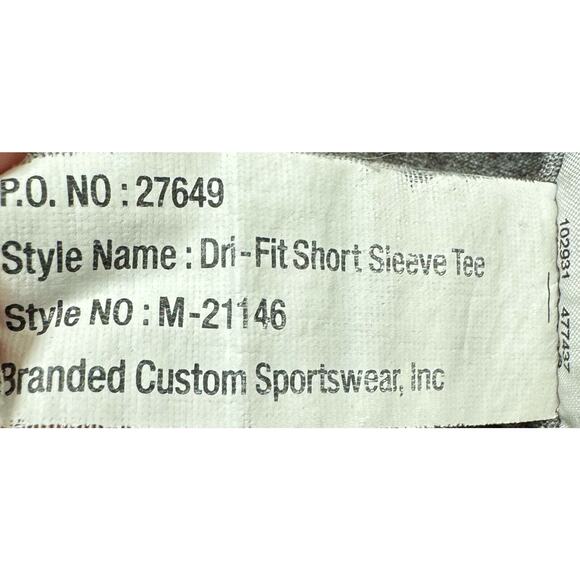 P.O. NO : 27649
Style Name : Dri-Fit Short Sleeve Tee
Style NO : M-21146
Branded Custom Sportswear, Inc
102931 477437